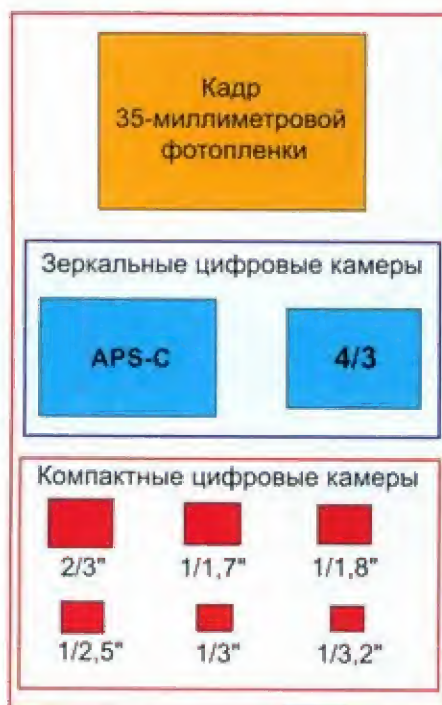 Кадр
35-миллиметровой
фотопленки
Зеркальные цифровые камеры
APS-C 4/3
Компактные цифровые камеры
2/3" 1/1,7" 1/1,8"
1/2,5" 1/3" 1/3,2"